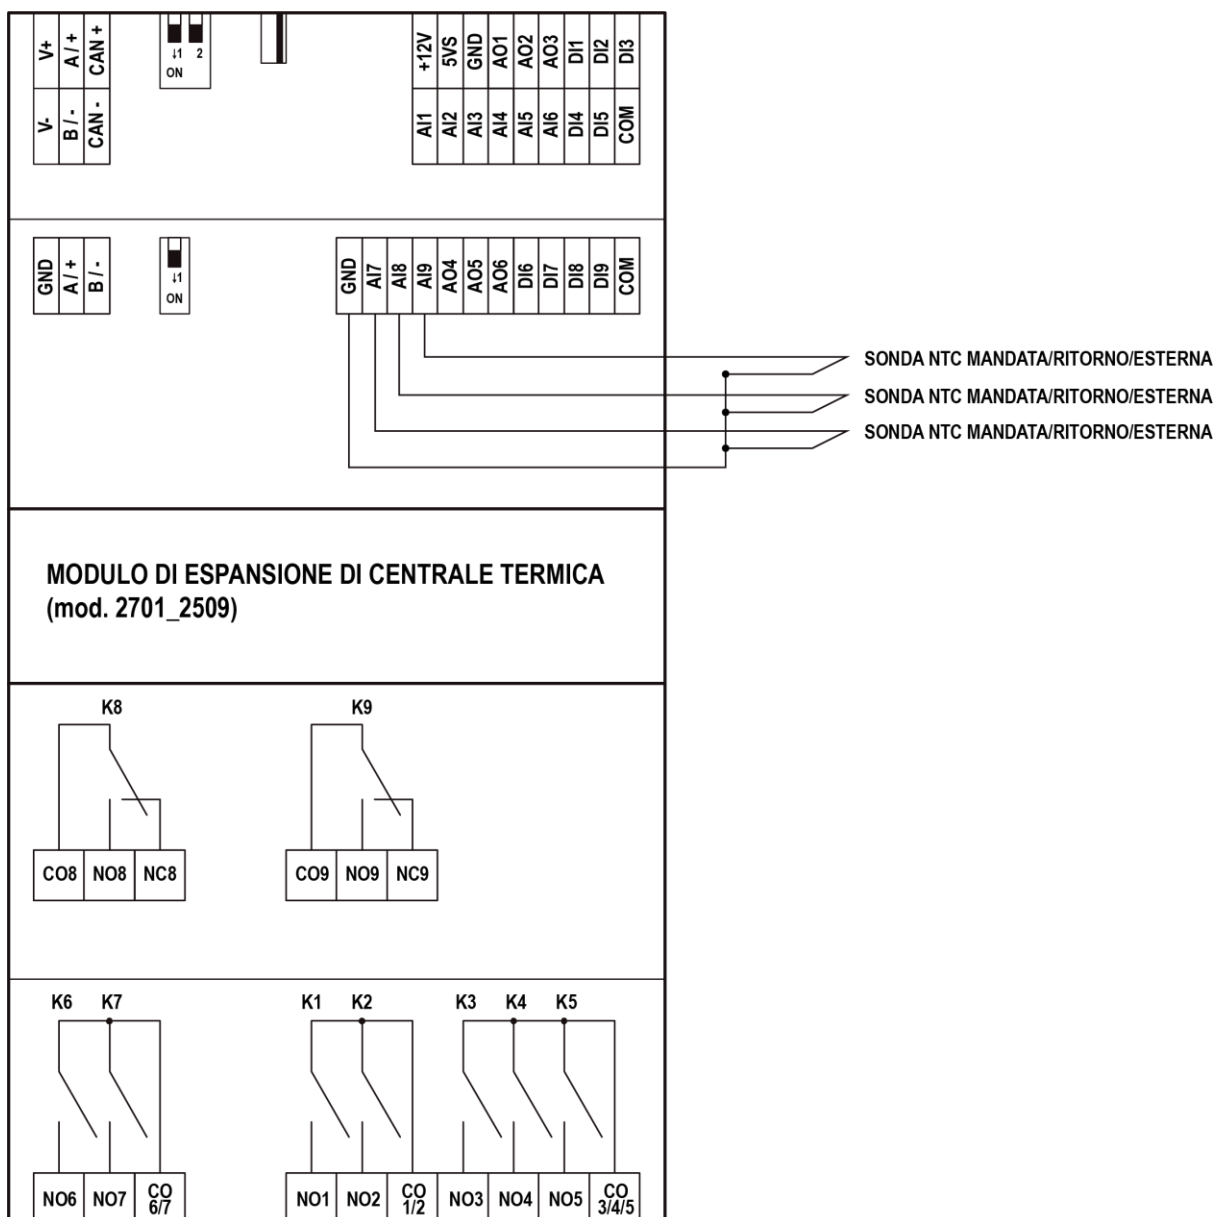 V+ A / + CAN + ↓1 2 ON +12V 5VS GND AO1 AO2 AO3 DI1 DI2 DI3
V- B / - CAN - AI1 AI2 AI3 AI4 AI5 AI6 DI4 DI5 COM
GND A / + B / - ↓1 ON GND AI7 AI8 AI9 AO4 AO5 AO6 DI6 DI7 DI8 DI9 COM
SONDA NTC MANDATA/RITORNO/ESTERNA
SONDA NTC MANDATA/RITORNO/ESTERNA
SONDA NTC MANDATA/RITORNO/ESTERNA
MODULO DI ESPANSIONE DI CENTRALE TERMICA
(mod. 2701_2509)
K8 K9
CO8 NO8 NC8 CO9 NO9 NC9
K6 K7 K1 K2 K3 K4 K5
NO6 NO7 CO 6/7 NO1 NO2 CO 1/2 NO3 NO4 NO5 CO 3/4/5